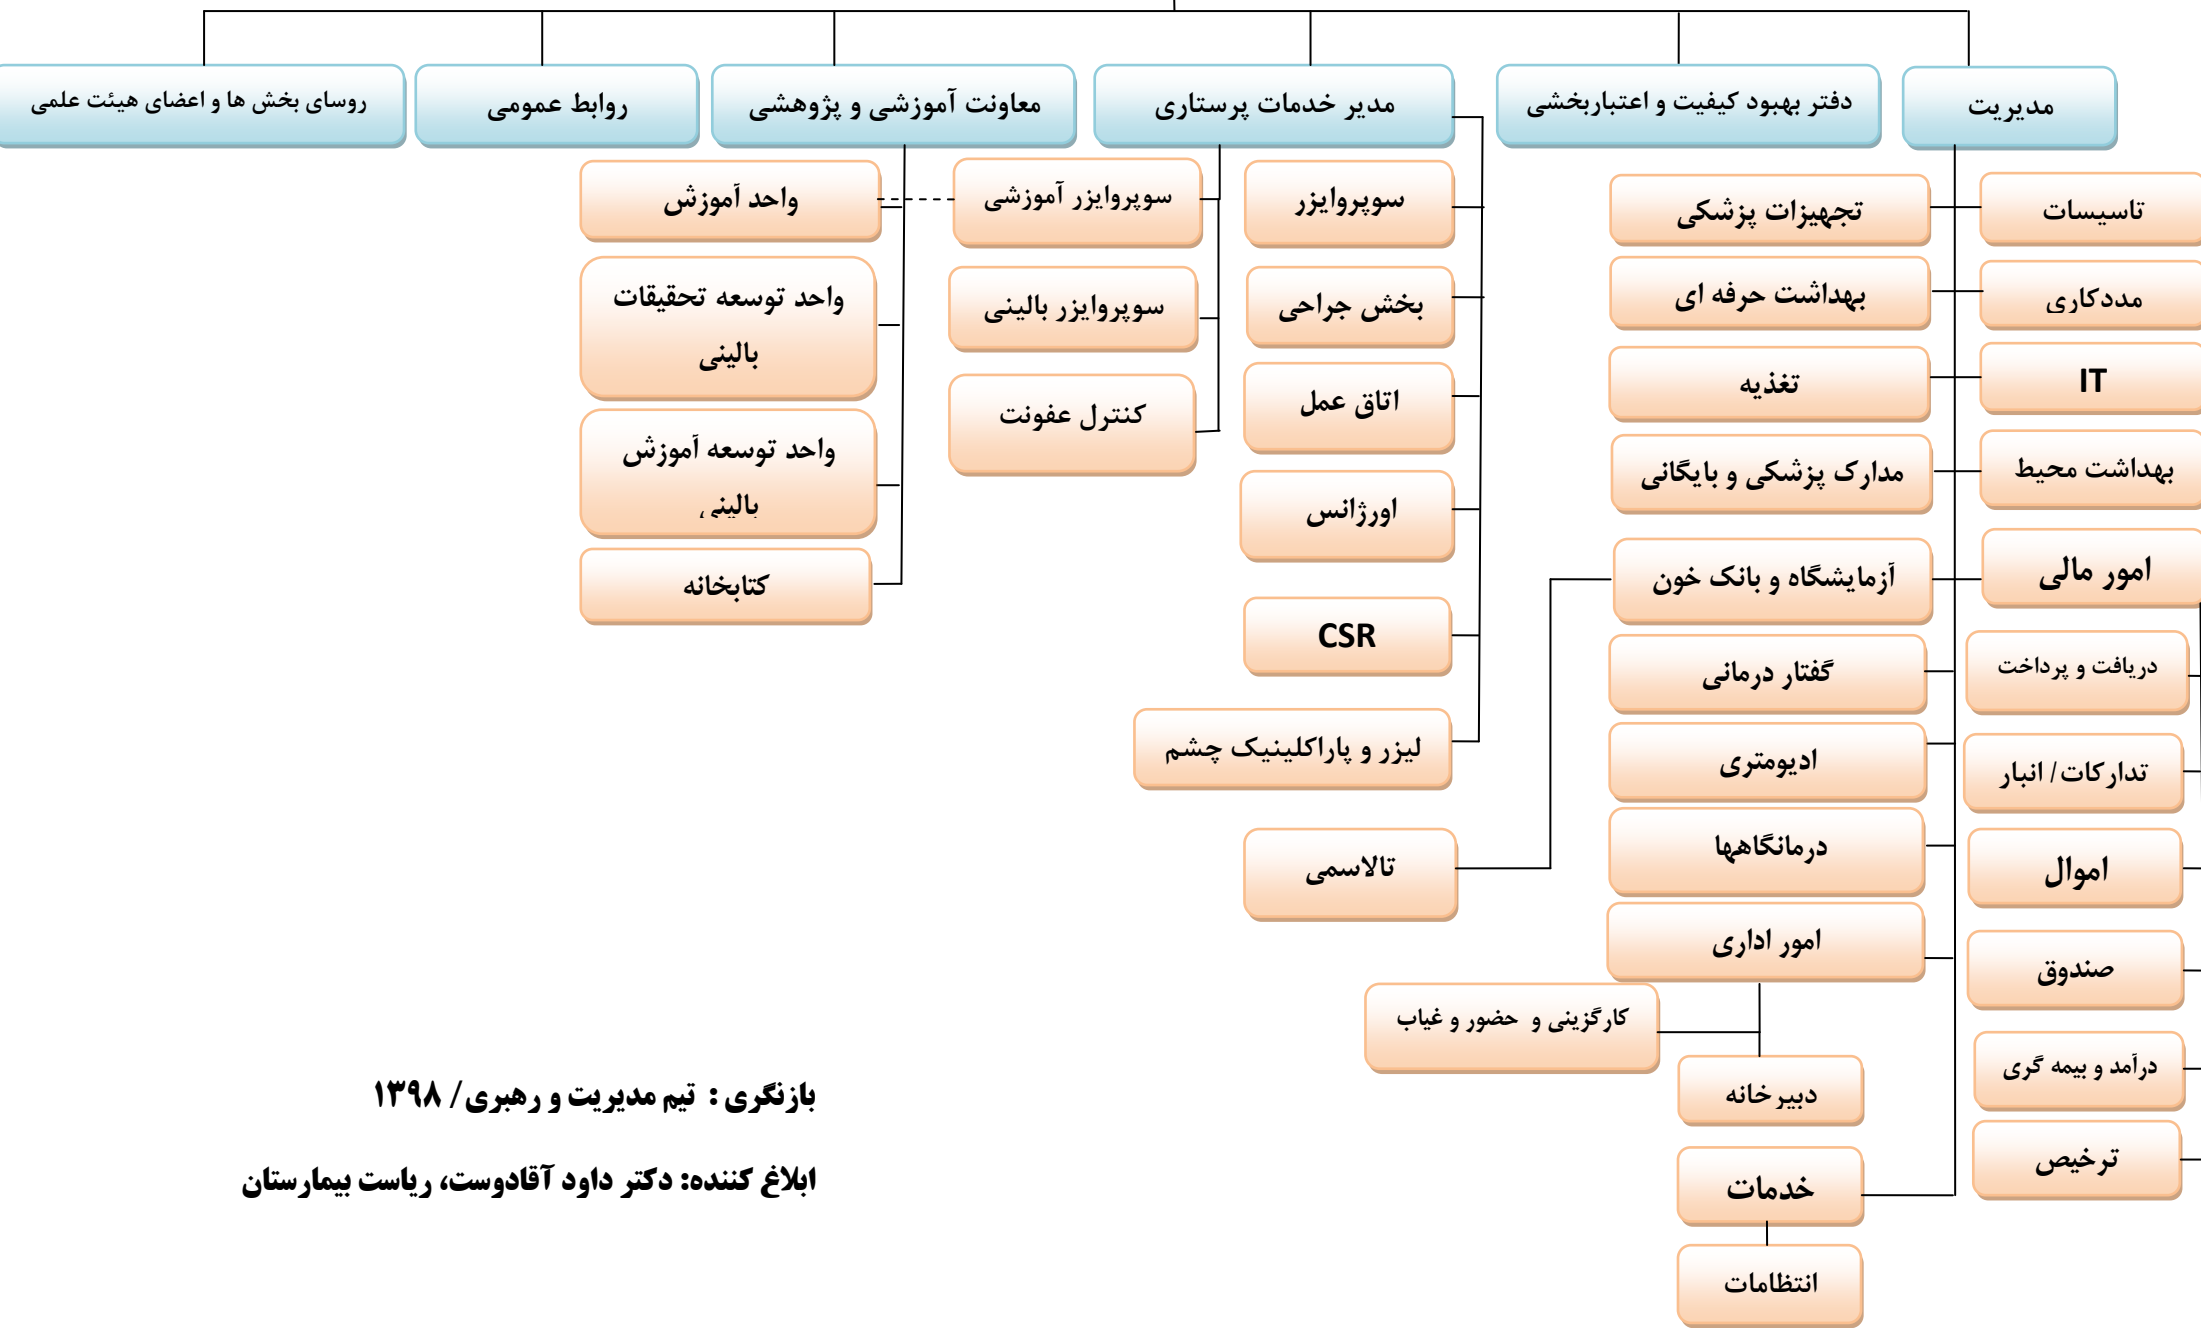 مدیریت
دفتر بهبود کیفیت و اعتباربخشی
مدیر خدمات پرستاری
معاونت آموزشی و پژوهشی
روابط عمومی
روسای بخش ها و اعضای هیئت علمی
تاسیسات
مددکاری
IT
بهداشت محیط
امور مالی
دریافت و پرداخت
تدارکات/ انبار
اموال
صندوق
درآمد و بیمه گری
ترخیص
تجهیزات پزشکی
بهداشت حرفه ای
تغذیه
مدارک پزشکی و بایگانی
آزمایشگاه و بانک خون
گفتار درمانی
ادیومتری
درمانگاهها
امور اداری
کارگزینی و حضور و غیاب
دبیرخانه
خدمات
انتظامات
سوپروایزر
بخش جراحی
اتاق عمل
اورژانس
CSR
لیزر و پاراکلینیک چشم
تالاسمی
سوپروایزر آموزشی
سوپروایزر بالینی
کنترل عفونت
واحد آموزش
واحد توسعه تحقیقات
بالینی
واحد توسعه آموزش
بالینی
کتابخانه
بازنگری : تیم مدیریت و رهبری/ ۱۳۹۸
ابلاغ کننده: دکتر داود آقادوست، ریاست بیمارستان